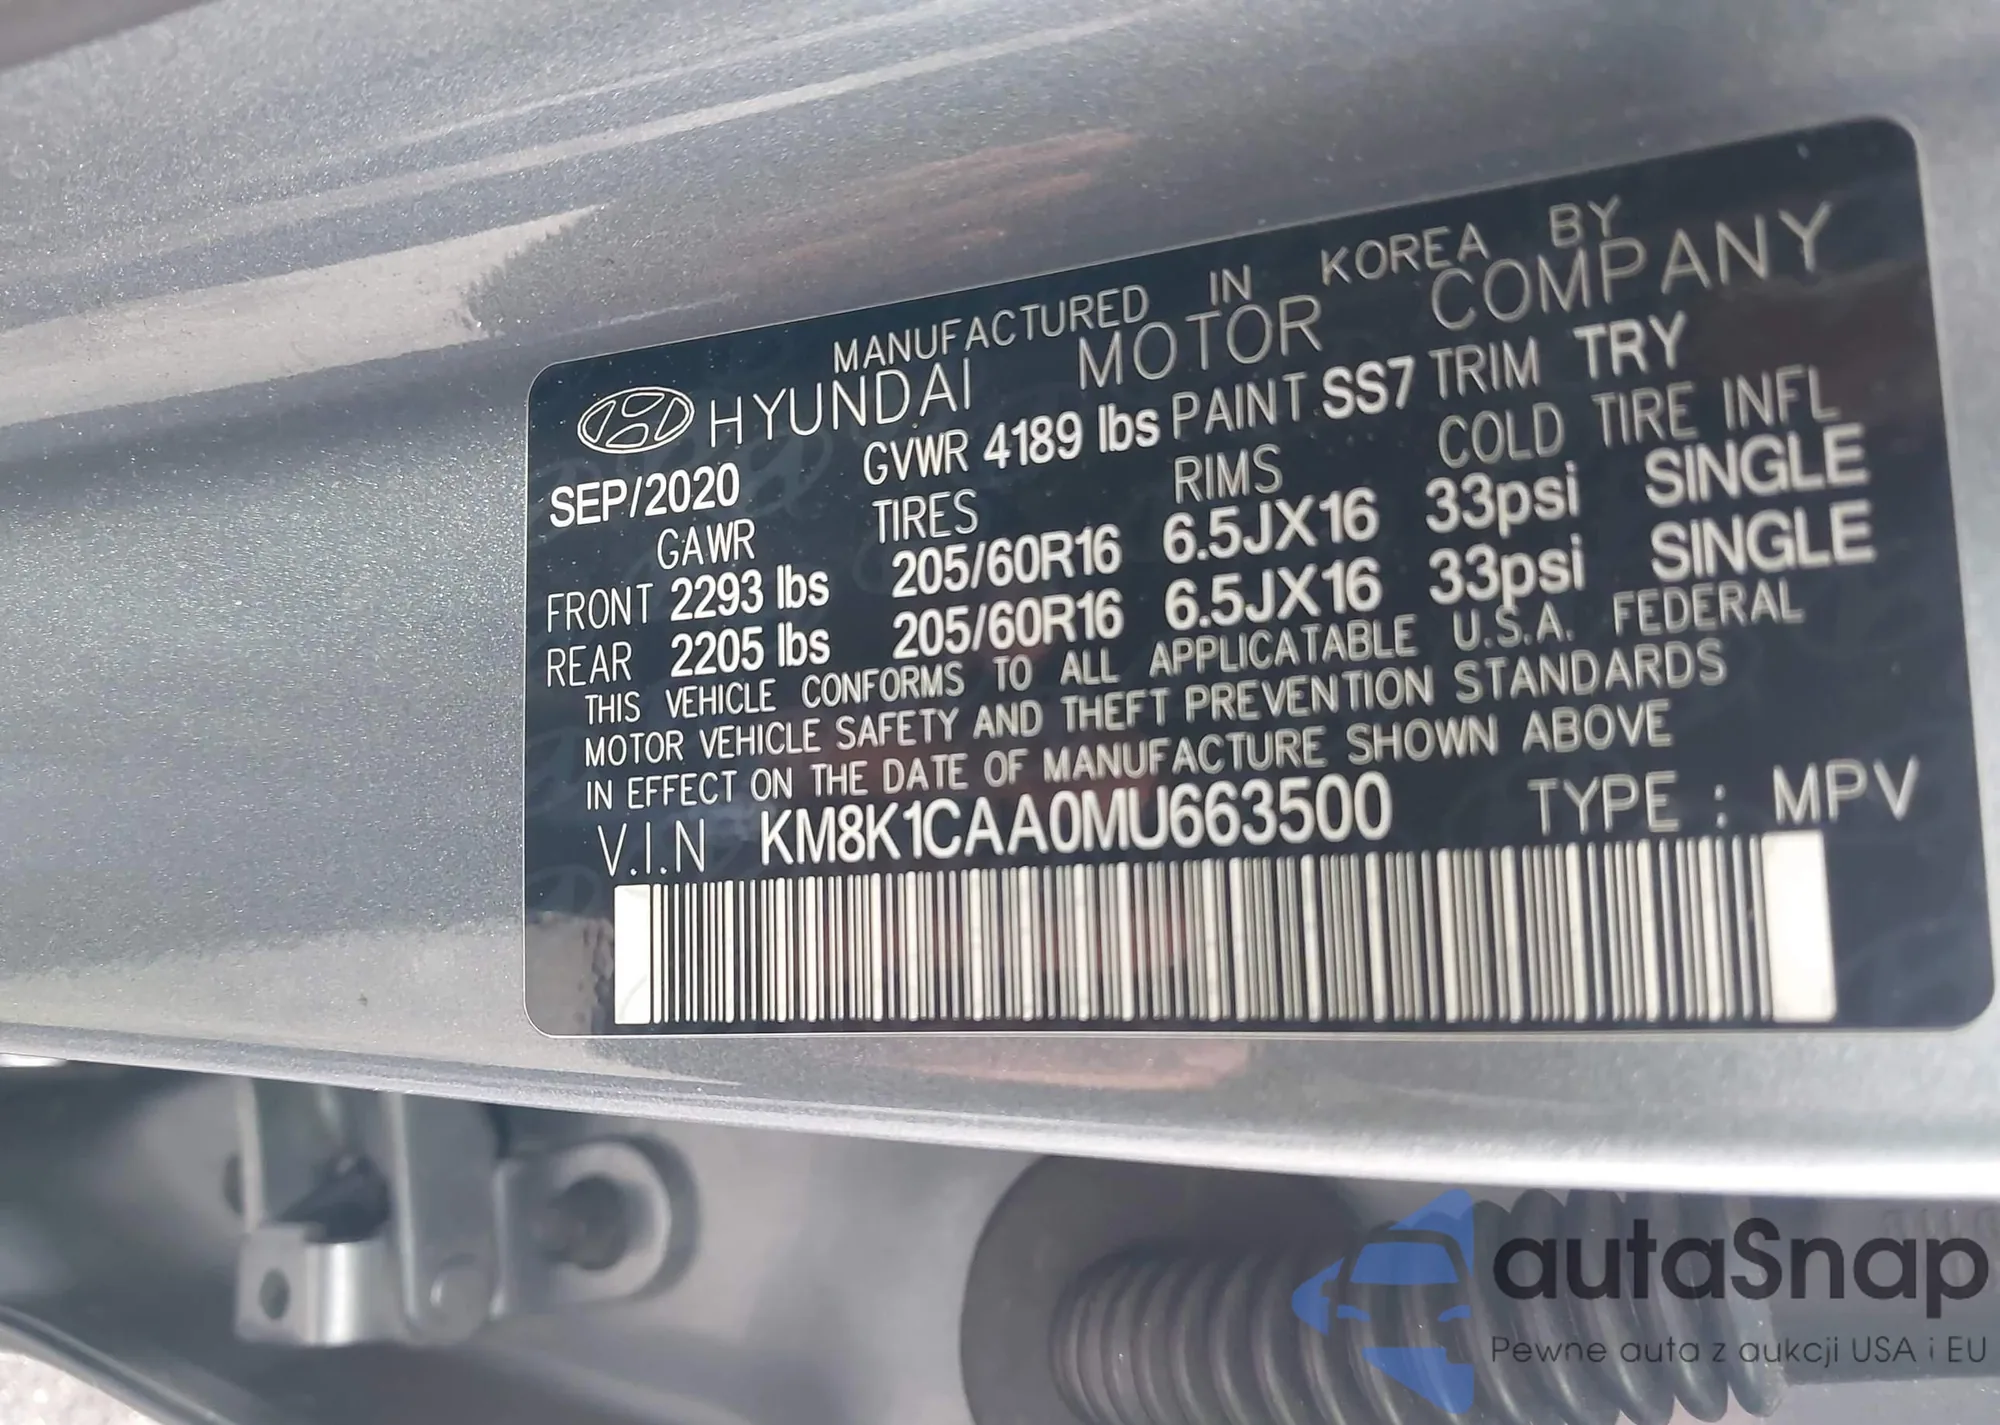 MANUFACTURED IN KOREA BY
HYUNDAI MOTOR COMPANY
SEP/2020 GVWR 4189 lbs PAINT SS7 TRIM TRY
GAWR TIRES RIMS COLD TIRE INFL
FRONT 2293 lbs 205/60R16 6.5JX16 33psi SINGLE
REAR 2205 lbs 205/60R16 6.5JX16 33psi SINGLE
THIS VEHICLE CONFORMS TO ALL APPLICATABLE U.S.A. FEDERAL
MOTOR VEHICLE SAFETY AND THEFT PREVENTION STANDARDS
IN EFFECT ON THE DATE OF MANUFACTURE SHOWN ABOVE
V.I.N KM8K1CAA0MU663500 TYPE : MPV
autaSnap
Pewne auta z aukcji USA i EU